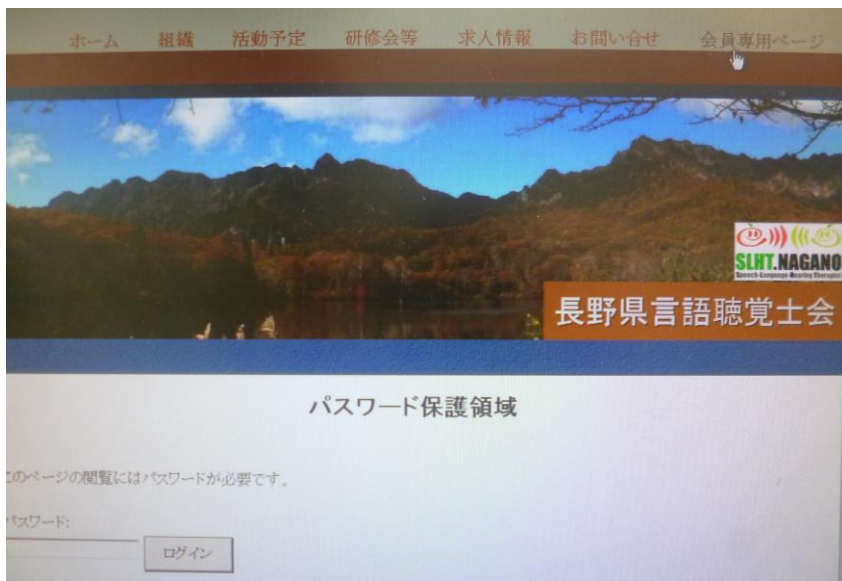 ホーム 組織 活動予定 研修会等 求人情報 お問い合せ 会員専用ページ
SLHT.NAGANO
Speech-Language-Hearing Therapist
長野県言語聴覚士会
パスワード保護領域
このページの閲覧にはパスワードが必要です。
パスワード:
ログイン